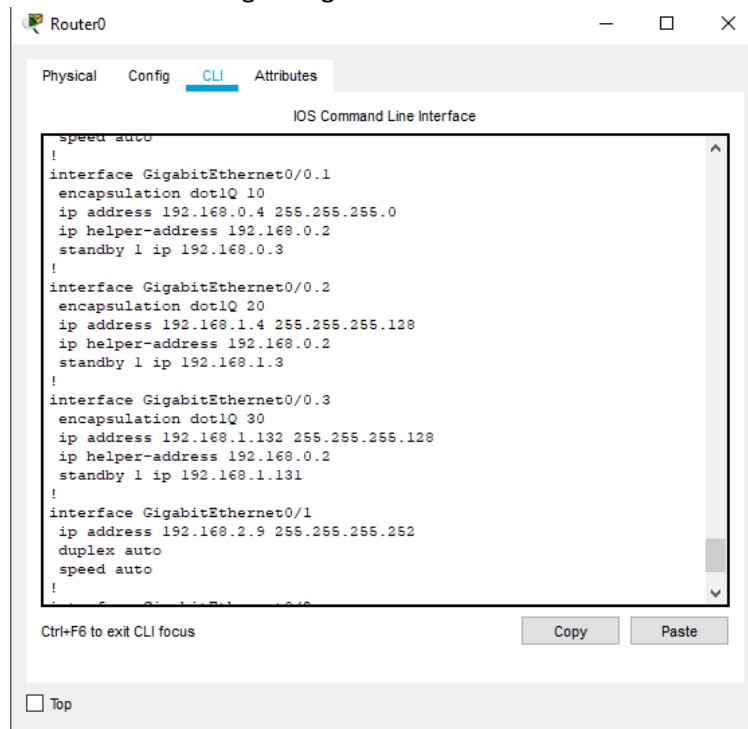 Router0
Physical Config CLI Attributes
IOS Command Line Interface
speed auto
!
interface GigabitEthernet0/0.1
encapsulation dot1Q 10
ip address 192.168.0.4 255.255.255.0
ip helper-address 192.168.0.2
standby 1 ip 192.168.0.3
!
interface GigabitEthernet0/0.2
encapsulation dot1Q 20
ip address 192.168.1.4 255.255.255.128
ip helper-address 192.168.0.2
standby 1 ip 192.168.1.3
!
interface GigabitEthernet0/0.3
encapsulation dot1Q 30
ip address 192.168.1.132 255.255.255.128
ip helper-address 192.168.0.2
standby 1 ip 192.168.1.131
!
interface GigabitEthernet0/1
ip address 192.168.2.9 255.255.255.252
duplex auto
speed auto
!
Ctrl+F6 to exit CLI focus
Copy Paste
Top